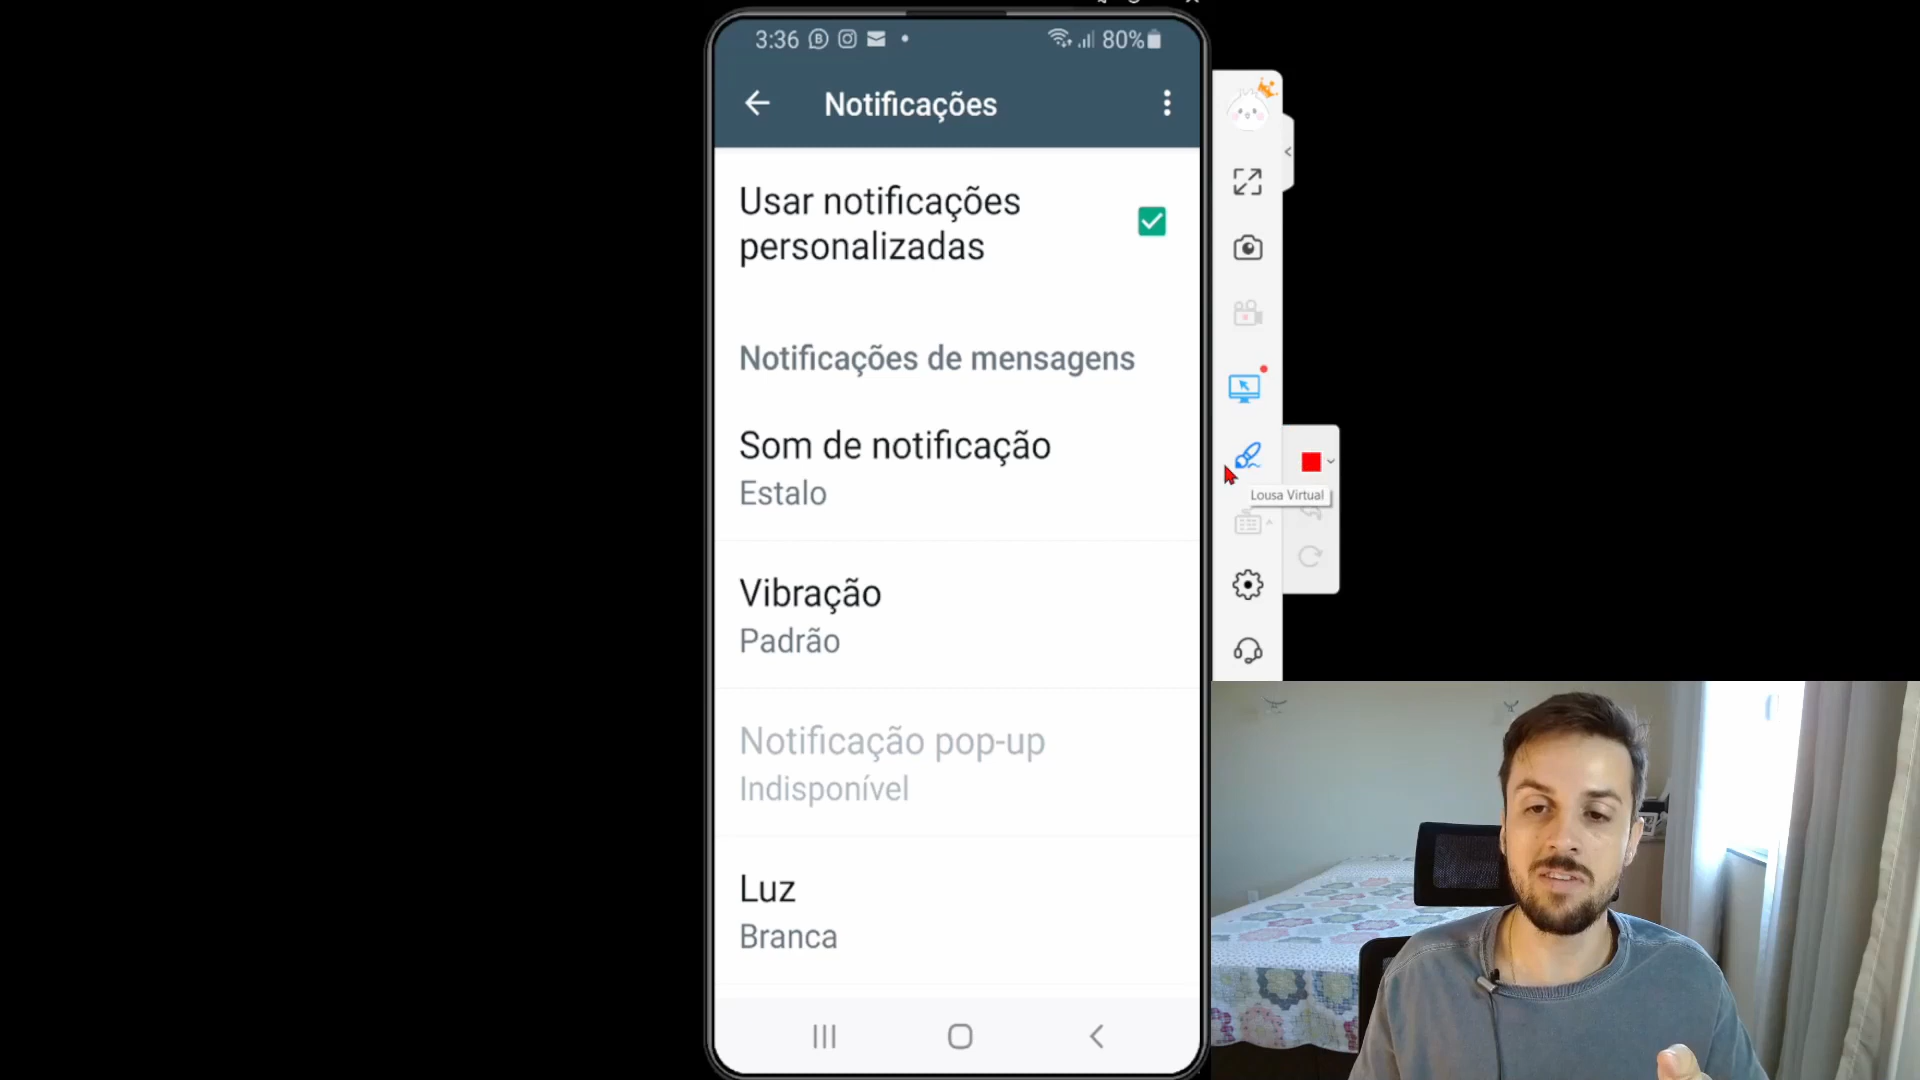 3:36
80%
Notificações
Usar notificações
personalizadas
Notificações de mensagens
Som de notificação
Estalo
Vibração
Padrão
Notificação pop-up
Indisponível
Luz
Branca
Lousa Virtual